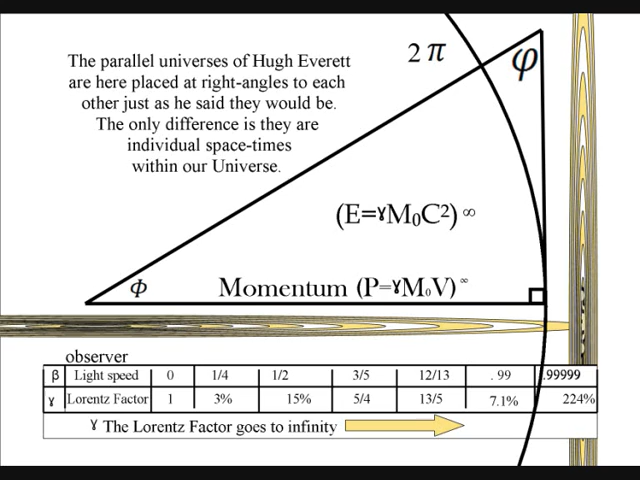 The parallel universes of Hugh Everett
are here placed at right-angles to each
other just as he said they would be.
The only difference is they are
individual space-times
within our Universe.
2 π
φ
(E=ɤM₀C²) ∞
Φ
Momentum (P=ɤM₀V) ∞
observer
β Light speed 0 1/4 1/2 3/5 12/13 . 99 .99999
ɤ Lorentz Factor 1 3% 15% 5/4 13/5 7.1% 224%
ɤ The Lorentz Factor goes to infinity